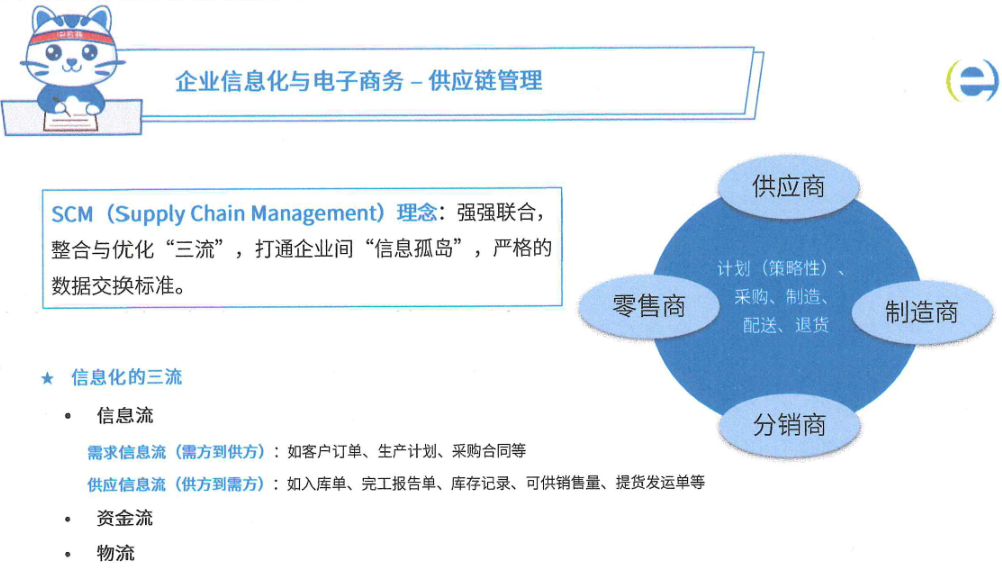 企业信息化与电子商务 – 供应链管理
SCM（Supply Chain Management）理念：强强联合，
整合与优化“三流”，打通企业间“信息孤岛”，严格的
数据交换标准。
供应商
计划（策略性）、
采购、制造、
配送、退货
零售商
制造商
分销商
★ 信息化的三流
• 信息流
需求信息流（需方到供方）：如客户订单、生产计划、采购合同等
供应信息流（供方到需方）：如入库单、完工报告单、库存记录、可供销售量、提货发运单等
• 资金流
• 物流